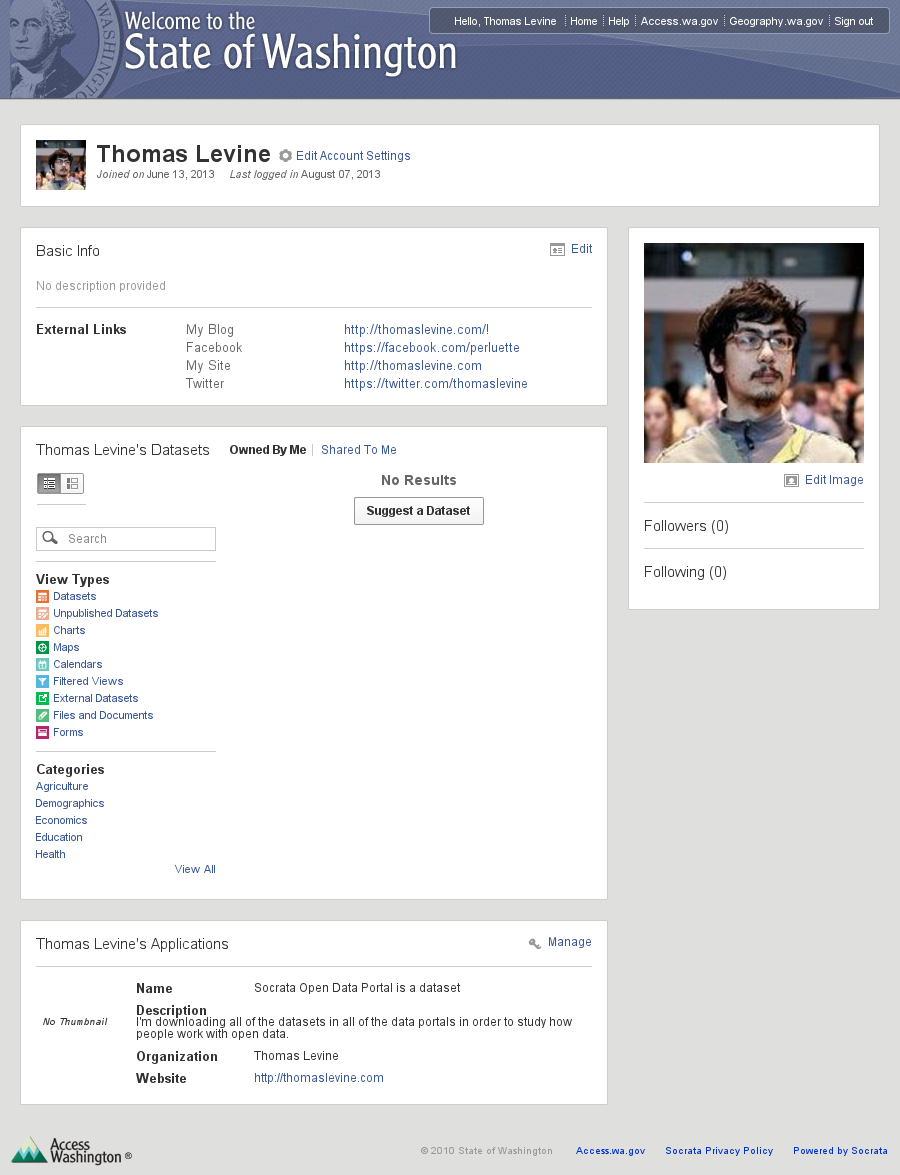 WASHINGTON
Welcome to the
State of Washington
Hello, Thomas Levine Home Help Access.wa.gov Geography.wa.gov Sign out
Thomas Levine Edit Account Settings
Joined on June 13, 2013 Last logged in August 07, 2013
Basic Info Edit
No description provided
External Links My Blog http://thomaslevine.com/!
Facebook https://facebook.com/perluette
My Site http://thomaslevine.com
Twitter https://twitter.com/thomaslevine
Edit Image
Followers (0)
Following (0)
Thomas Levine's Datasets Owned By Me Shared To Me
No Results
Suggest a Dataset
Search
View Types
Datasets
Unpublished Datasets
Charts
Maps
Calendars
Filtered Views
External Datasets
Files and Documents
Forms
Categories
Agriculture
Demographics
Economics
Education
Health
View All
Thomas Levine's Applications Manage
No Thumbnail
Name Socrata Open Data Portal is a dataset
Description
I'm downloading all of the datasets in all of the data portals in order to study how
people work with open data.
Organization Thomas Levine
Website http://thomaslevine.com
Access
Washington ®
© 2010 State of Washington Access.wa.gov Socrata Privacy Policy Powered by Socrata